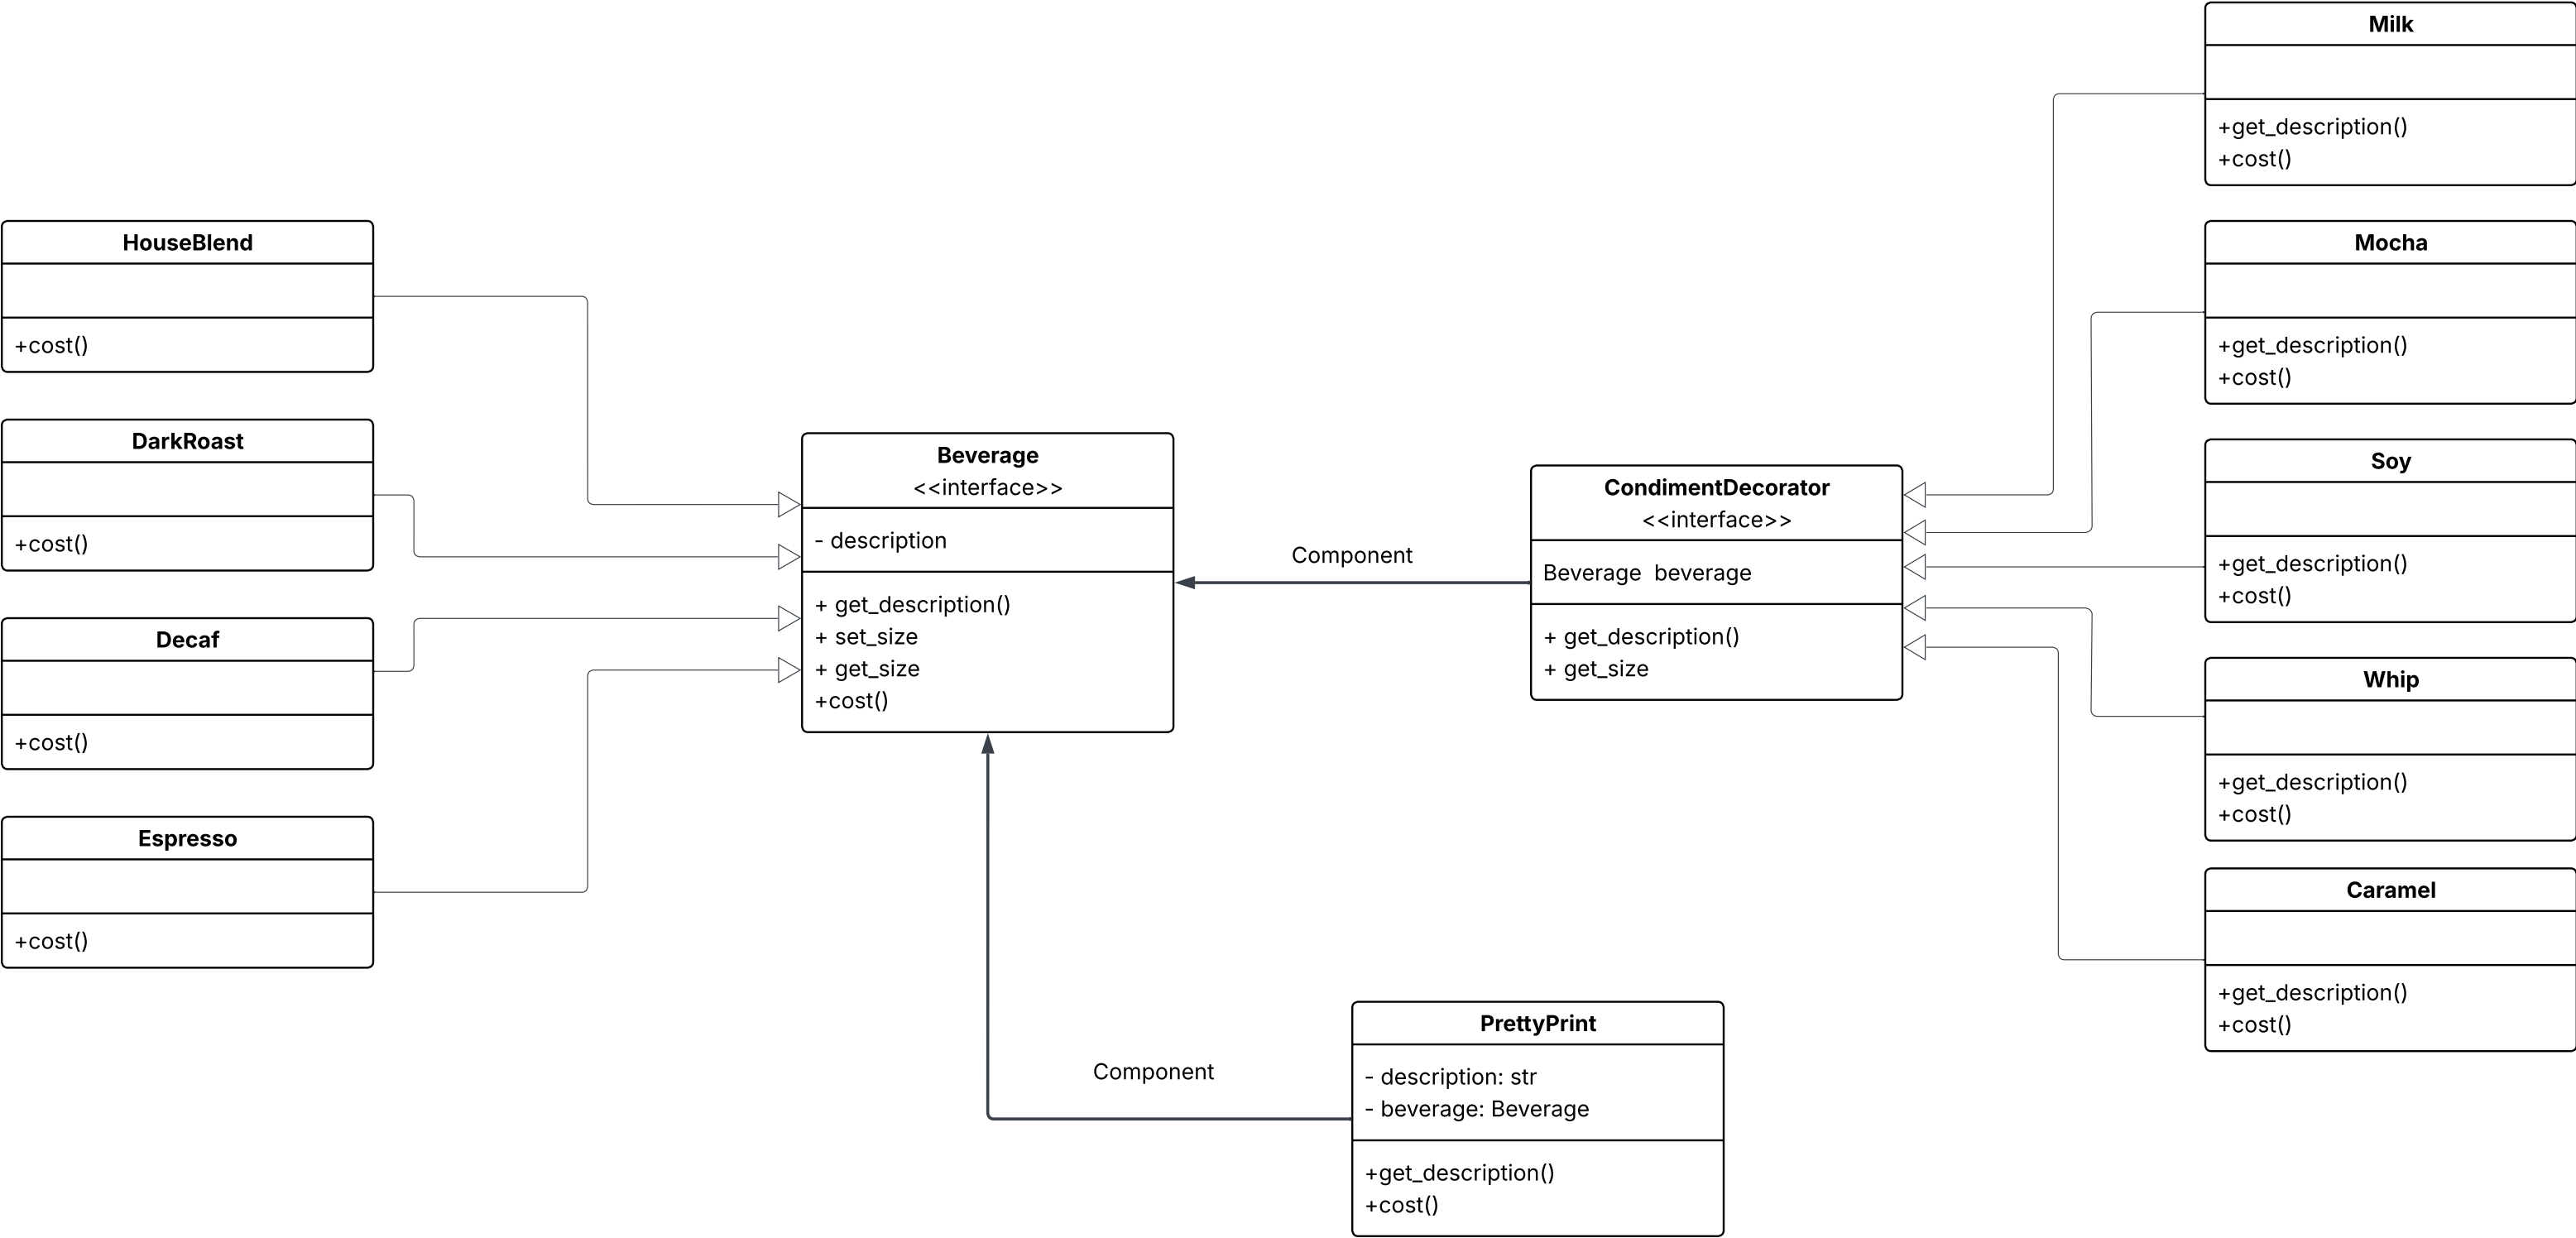 HouseBlend
+cost()
DarkRoast
+cost()
Decaf
+cost()
Espresso
+cost()
Beverage
<<interface>>
- description
+ get_description()
+ set_size
+ get_size
+cost()
Component
CondimentDecorator
<<interface>>
Beverage  beverage
+ get_description()
+ get_size
Component
PrettyPrint
- description: str
- beverage: Beverage
+get_description()
+cost()
Milk
+get_description()
+cost()
Mocha
+get_description()
+cost()
Soy
+get_description()
+cost()
Whip
+get_description()
+cost()
Caramel
+get_description()
+cost()